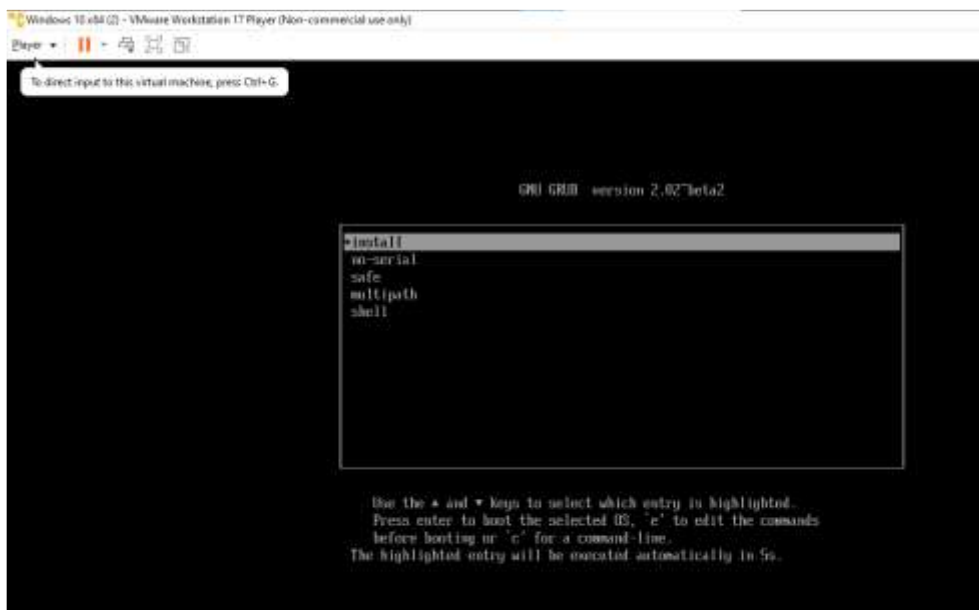 Windows 10 x64 (2) - VMware Workstation 17 Player (Non-commercial use only)
Player
To direct input to this virtual machine, press Ctrl+G.
GNU GRUB version 2.02~beta2
*install
no-serial
safe
multipath
shell
Use the ▲ and ▼ keys to select which entry is highlighted.
Press enter to boot the selected OS, `e' to edit the commands
before booting or `c' for a command-line.
The highlighted entry will be executed automatically in 5s.